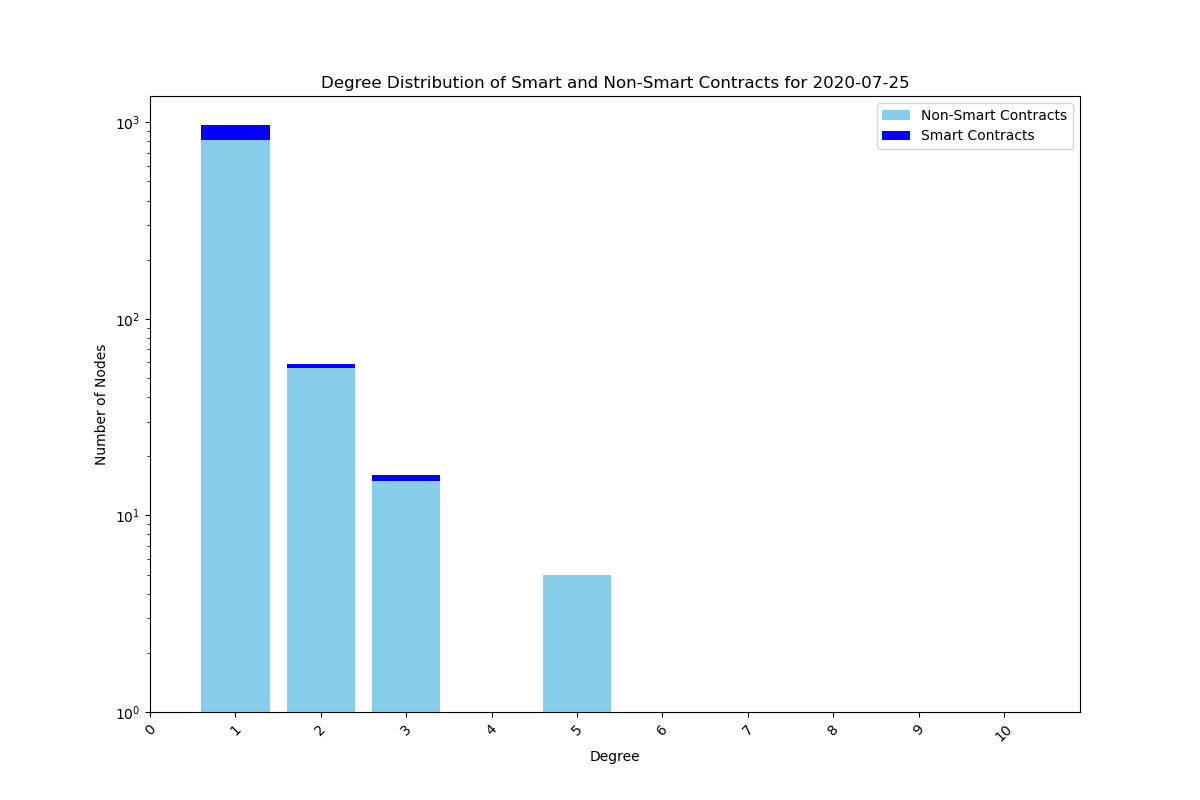 Degree Distribution of Smart and Non-Smart Contracts for 2020-07-25
Non-Smart Contracts
Smart Contracts
Number of Nodes
10³
10²
10¹
10⁰
0 1 2 3 4 5 6 7 8 9 10
Degree